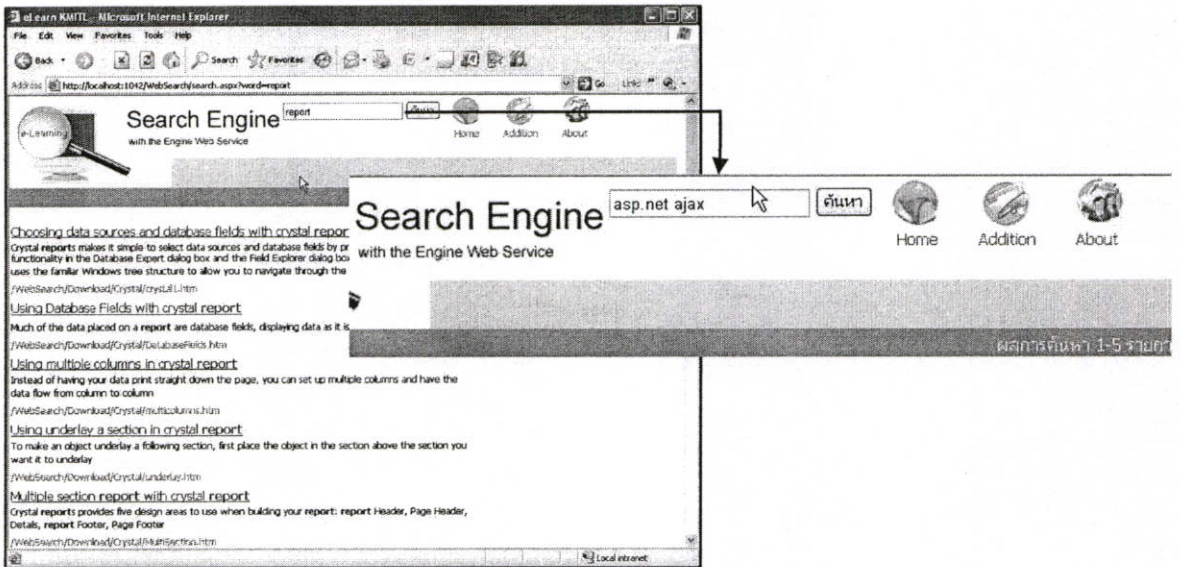 eLearn KMITL - Microsoft Internet Explorer
File Edit View Favorites Tools Help
Back Search Favorites
Address http://localhost:1042/WebSearch/search.aspx?word=report Go Links
e-Learning
Search Engine report ค้นหา
with the Engine Web Service
Home Addition About
Search Engine asp.net ajax ค้นหา
with the Engine Web Service
Home Addition About
ผลการค้นหา 1-5
Choosing data sources and database fields with crystal repor
Crystal reports makes it simple to select data sources and database fields by pr
functionality in the Database Expert dialog box and the Field Explorer dialog bo
uses the familar Windows tree structure to allow you to navigate through the
/WebSearch/Download/Crystal/crystal1.htm
Using Database Fields with crystal report
Much of the data placed on a report are database fields, displaying data as it is
/WebSearch/Download/Crystal/DatabaseFields.htm
Using multiple columns in crystal report
Instead of having your data print straight down the page, you can set up multiple columns and have the
data flow from column to column
/WebSearch/Download/Crystal/multicolumns.htm
Using underlay a section in crystal report
To make an object underlay a following section, first place the object in the section above the section you
want it to underlay
/WebSearch/Download/Crystal/underlay.htm
Multiple section report with crystal report
Crystal reports provides five design areas to use when building your report: report Header, Page Header,
Details, report Footer, Page Footer
/WebSearch/Download/Crystal/MultiSection.htm
Local intranet